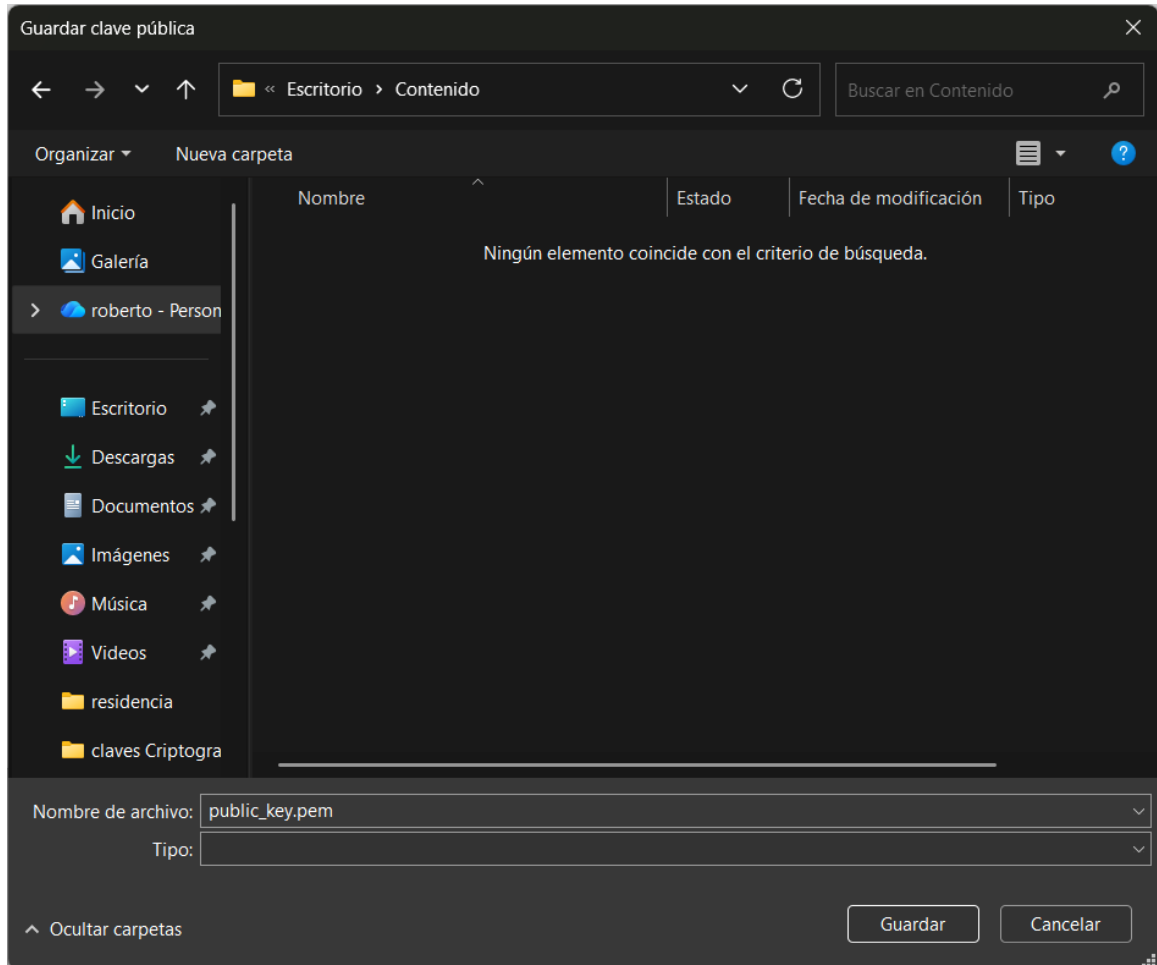 Guardar clave pública
« Escritorio > Contenido
Buscar en Contenido
Organizar
Nueva carpeta
?
Nombre
Estado
Fecha de modificación
Tipo
Ningún elemento coincide con el criterio de búsqueda.
Inicio
Galería
roberto - Person
Escritorio
Descargas
Documentos
Imágenes
Música
Videos
residencia
claves Criptogra
Nombre de archivo: public_key.pem
Tipo:
Ocultar carpetas
Guardar
Cancelar